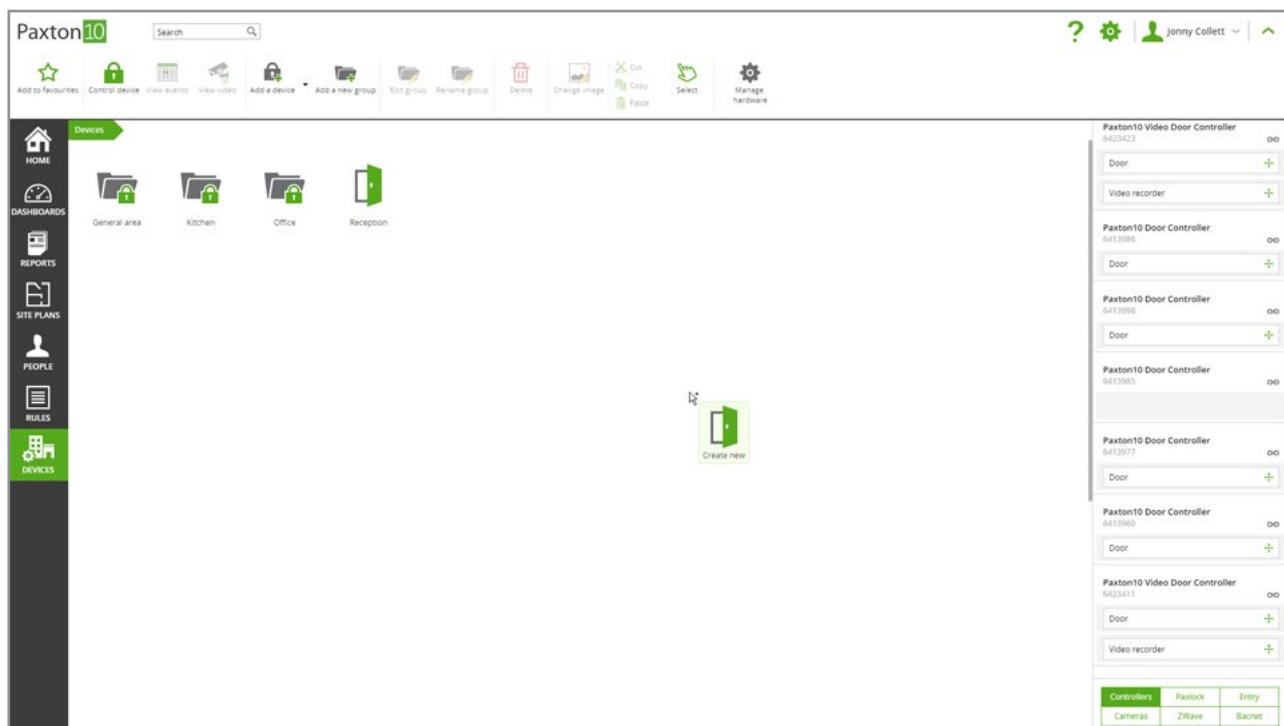 Paxton10
Search
Jonny Collett
Add to favourites
Control device
View events
View video
Add a device
Add a new group
Edit group
Rename group
Delete
Change image
Cut
Copy
Paste
Select
Manage hardware
HOME
DASHBOARDS
REPORTS
SITE PLANS
PEOPLE
RULES
DEVICES
Devices
General area
Kitchen
Office
Reception
Create new
Paxton10 Video Door Controller
6423423
Door
Video recorder
Paxton10 Door Controller
6413986
Door
Paxton10 Door Controller
6413998
Door
Paxton10 Door Controller
6413985
Paxton10 Door Controller
6413977
Door
Paxton10 Door Controller
6413960
Door
Paxton10 Video Door Controller
6423411
Door
Video recorder
Controllers
Paxlock
Entry
Cameras
ZWave
Bacnet